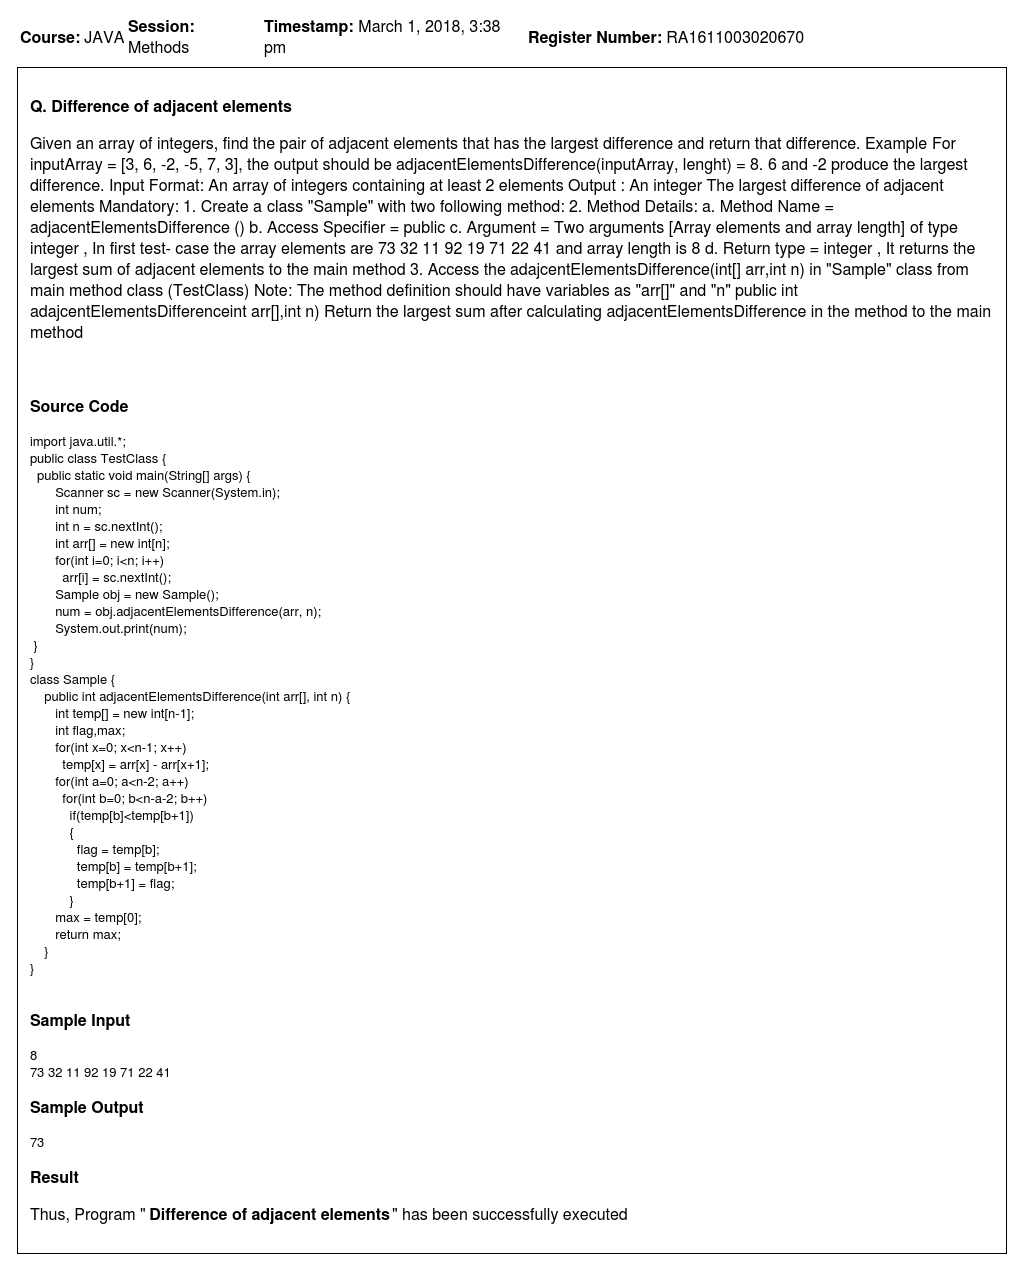 Course: JAVA Session: Methods Timestamp: March 1, 2018, 3:38 pm Register Number: RA1611003020670
Q. Difference of adjacent elements
Given an array of integers, find the pair of adjacent elements that has the largest difference and return that difference. Example For
inputArray = [3, 6, -2, -5, 7, 3], the output should be adjacentElementsDifference(inputArray, lenght) = 8. 6 and -2 produce the largest
difference. Input Format: An array of integers containing at least 2 elements Output : An integer The largest difference of adjacent
elements Mandatory: 1. Create a class "Sample" with two following method: 2. Method Details: a. Method Name =
adjacentElementsDifference () b. Access Specifier = public c. Argument = Two arguments [Array elements and array length] of type
integer , In first test- case the array elements are 73 32 11 92 19 71 22 41 and array length is 8 d. Return type = integer , It returns the
largest sum of adjacent elements to the main method 3. Access the adajcentElementsDifference(int[] arr,int n) in "Sample" class from
main method class (TestClass) Note: The method definition should have variables as "arr[]" and "n" public int
adajcentElementsDifferenceint arr[],int n) Return the largest sum after calculating adjacentElementsDifference in the method to the main
method
Source Code
import java.util.*;
public class TestClass {
public static void main(String[] args) {
Scanner sc = new Scanner(System.in);
int num;
int n = sc.nextInt();
int arr[] = new int[n];
for(int i=0; i<n; i++)
arr[i] = sc.nextInt();
Sample obj = new Sample();
num = obj.adjacentElementsDifference(arr, n);
System.out.print(num);
}
}
class Sample {
public int adjacentElementsDifference(int arr[], int n) {
int temp[] = new int[n-1];
int flag,max;
for(int x=0; x<n-1; x++)
temp[x] = arr[x] - arr[x+1];
for(int a=0; a<n-2; a++)
for(int b=0; b<n-a-2; b++)
if(temp[b]<temp[b+1])
{
flag = temp[b];
temp[b] = temp[b+1];
temp[b+1] = flag;
}
max = temp[0];
return max;
}
}
Sample Input
8
73 32 11 92 19 71 22 41
Sample Output
73
Result
Thus, Program " Difference of adjacent elements " has been successfully executed